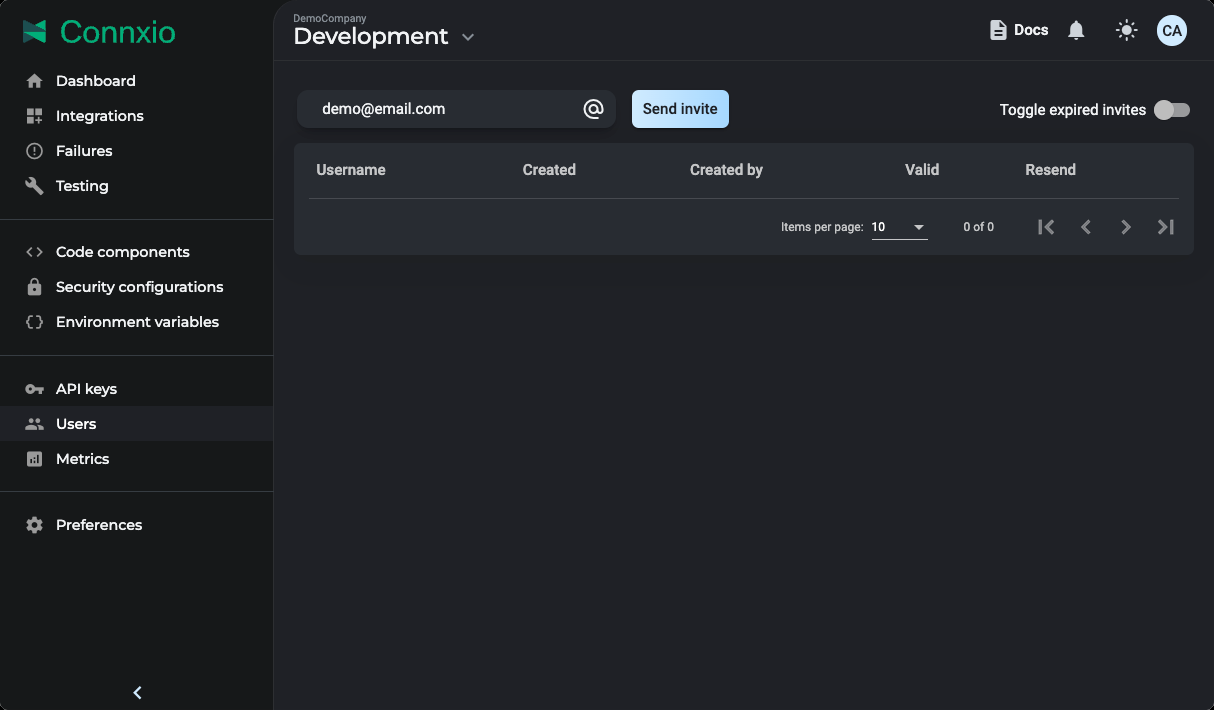 Connxio
Dashboard
Integrations
Failures
Testing
Code components
Security configurations
Environment variables
API keys
Users
Metrics
Preferences
DemoCompany
Development
Docs
CA
demo@email.com
Send invite
Toggle expired invites
Username Created Created by Valid Resend
Items per page: 10 0 of 0